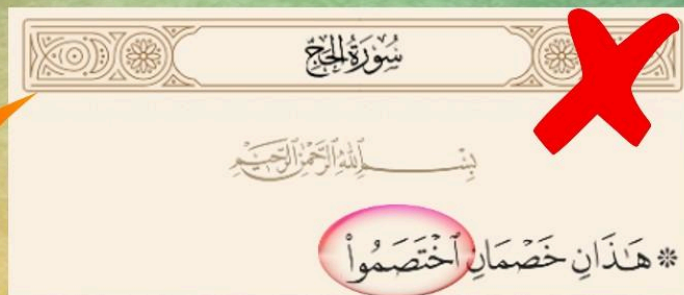 سُورَةُ الحَجِّ
بِسْمِ ٱللَّهِ ٱلرَّحْمَٰنِ ٱلرَّحِيمِ
۞ هَـٰذَانِ خَصْمَانِ ٱخْتَصَمُوا۟